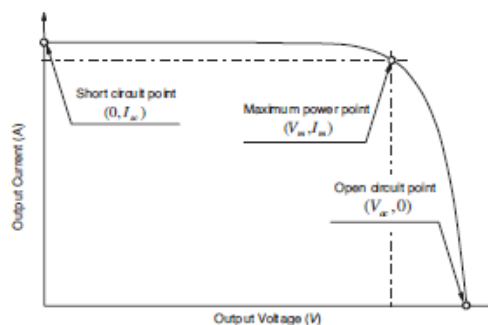 Output Current (A)
Short circuit point
(0, I_sc)
Maximum power point
(V_m, I_m)
Open circuit point
(V_oc, 0)
Output Voltage (V)